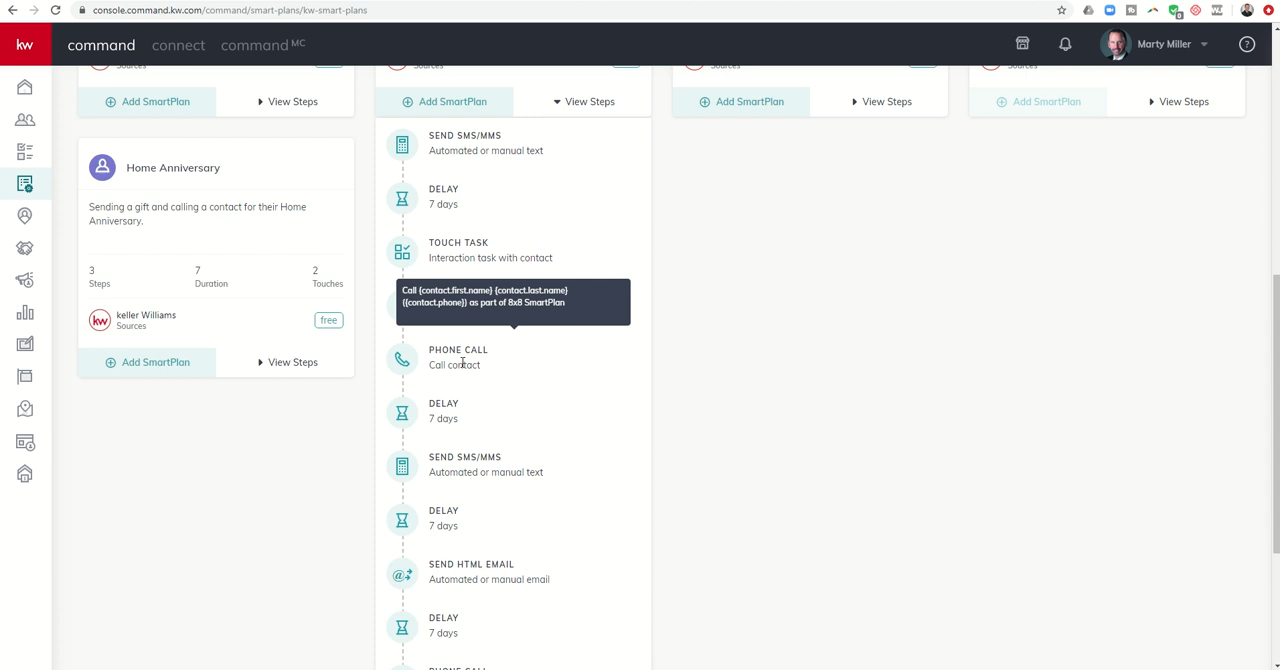 console.command.kw.com/command/smart-plans/kw-smart-plans
kw
command
connect
command MC
Marty Miller
Sources
Sources
Sources
Sources
Add SmartPlan
View Steps
Add SmartPlan
View Steps
Add SmartPlan
View Steps
Add SmartPlan
View Steps
Home Anniversary
Sending a gift and calling a contact for their Home
Anniversary.
3
Steps
7
Duration
2
Touches
kw
keller Williams
Sources
free
Add SmartPlan
View Steps
SEND SMS/MMS
Automated or manual text
DELAY
7 days
TOUCH TASK
Interaction task with contact
Call {contact.first.name} {contact.last.name}
({contact.phone}) as part of 8x8 SmartPlan
PHONE CALL
Call contact
DELAY
7 days
SEND SMS/MMS
Automated or manual text
DELAY
7 days
SEND HTML EMAIL
Automated or manual email
DELAY
7 days
PHONE CALL